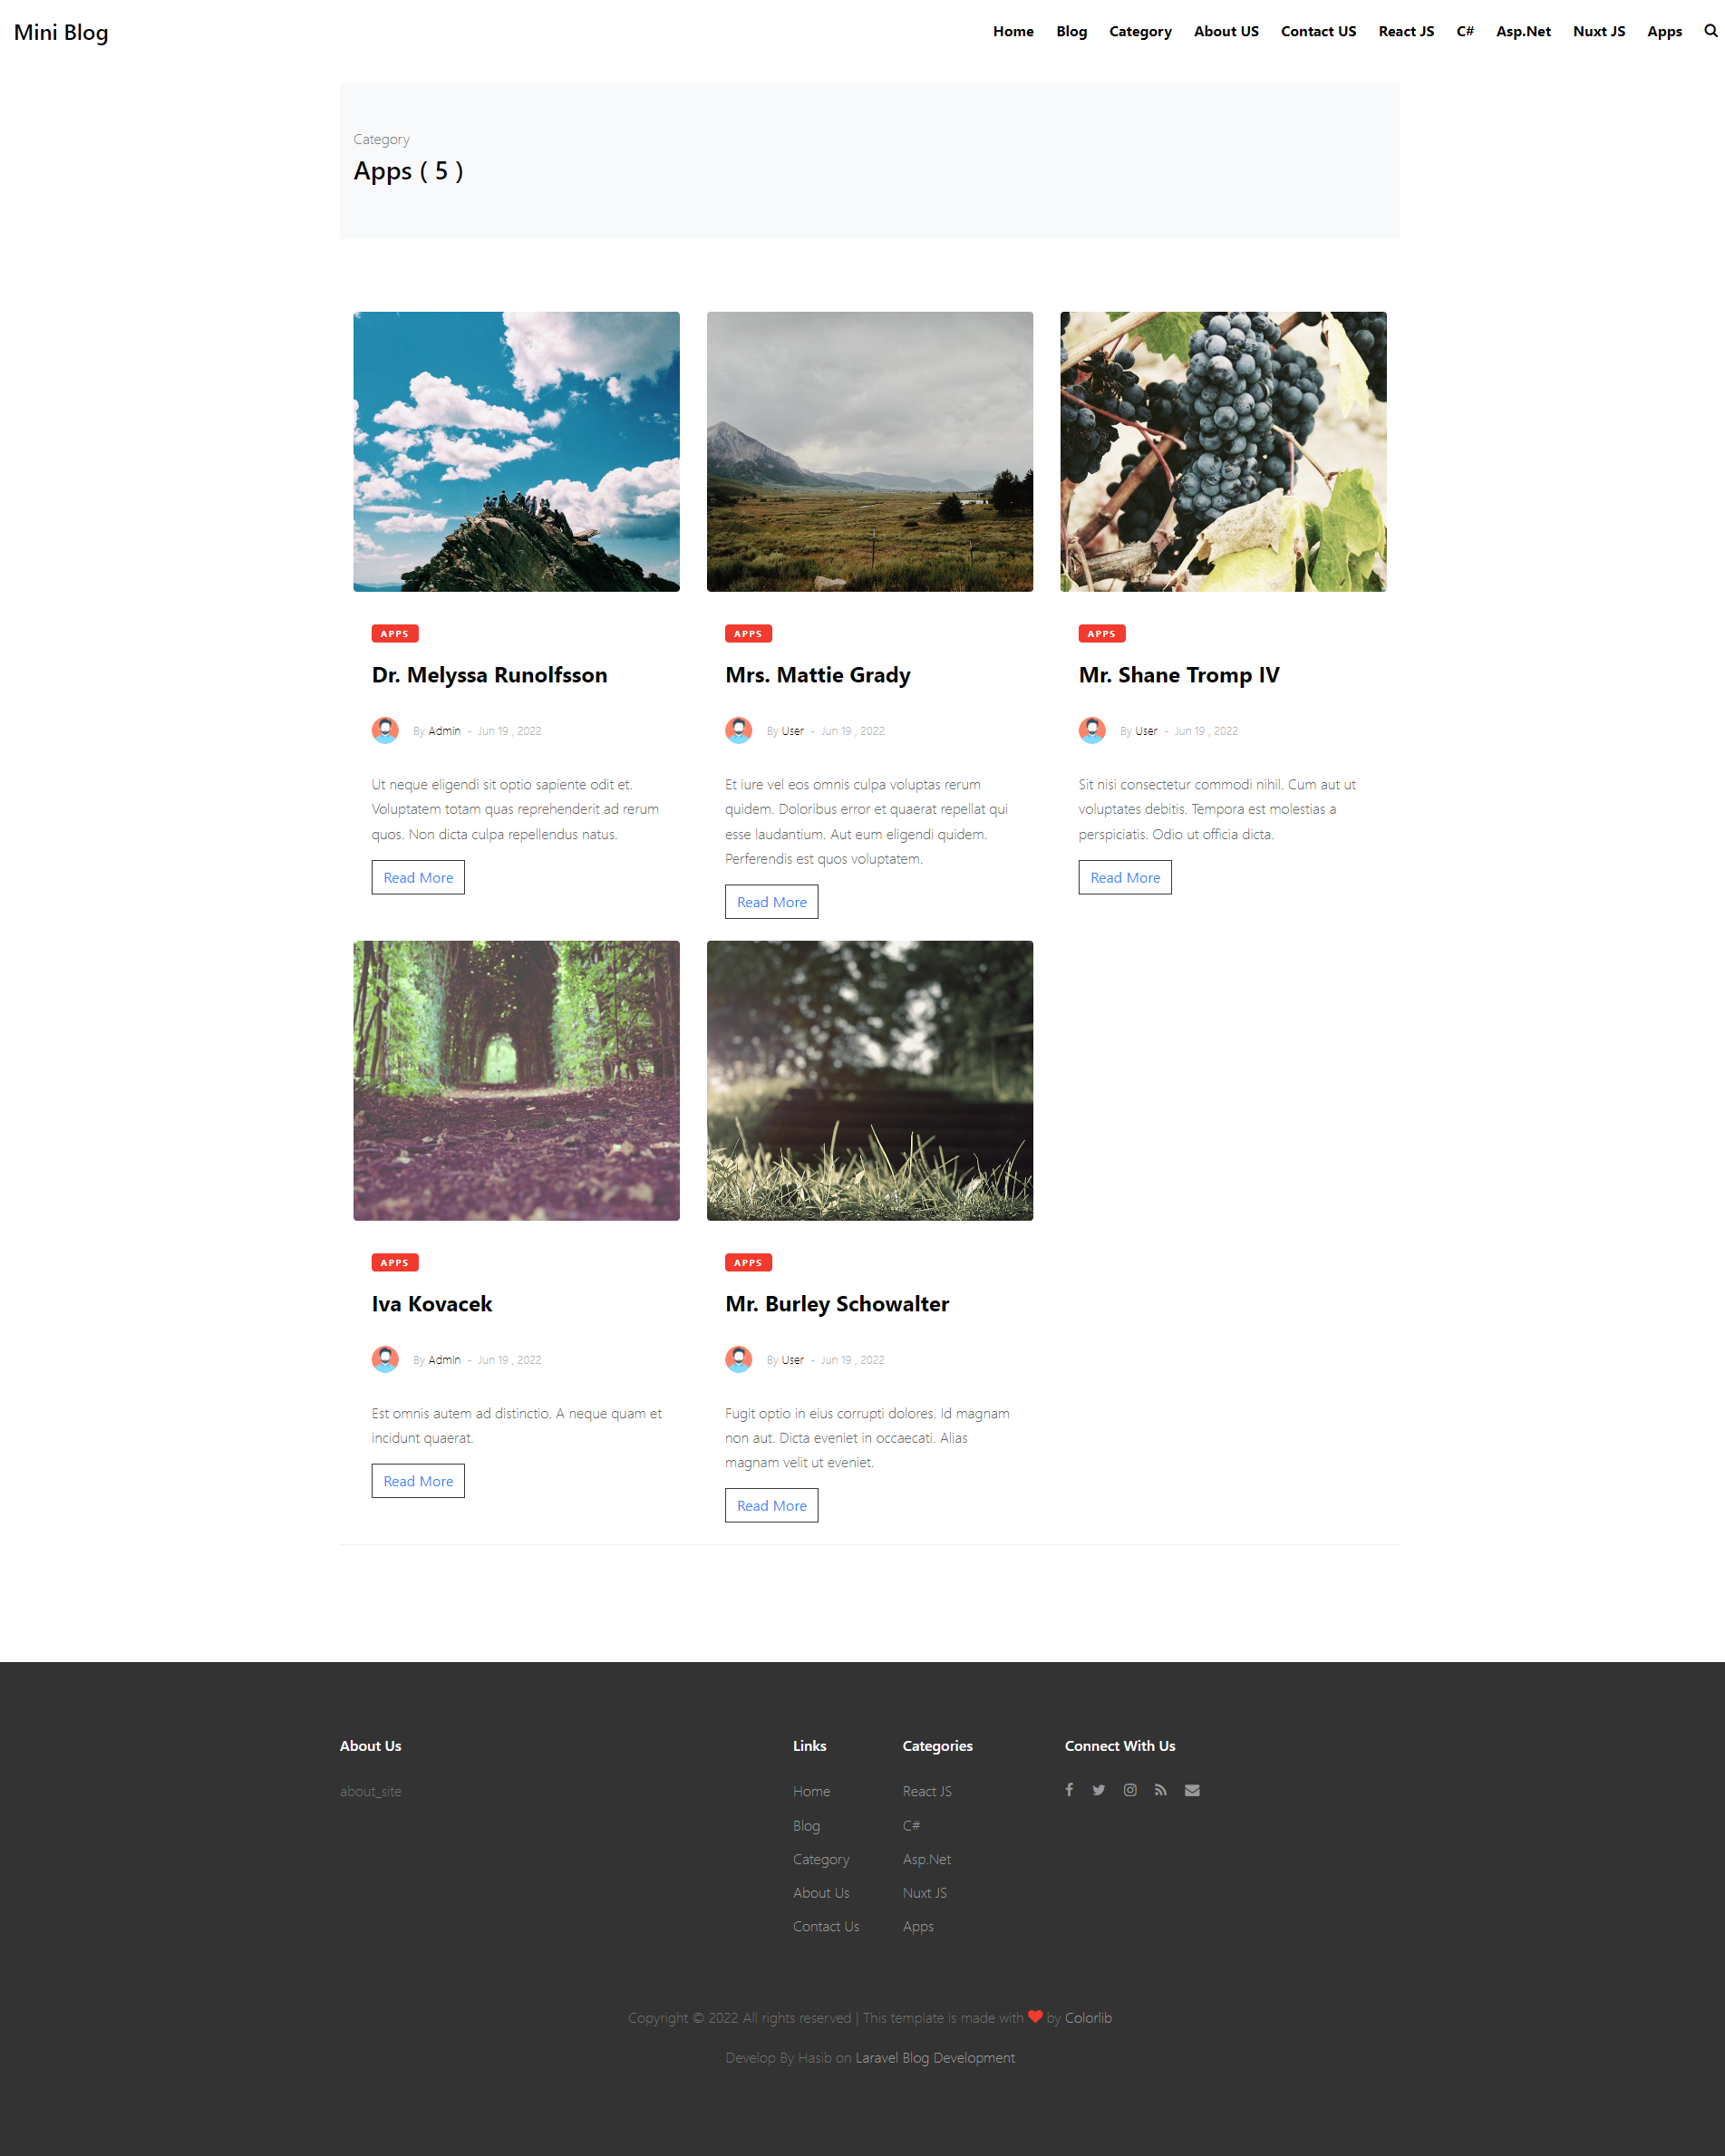 Mini Blog
Home Blog Category About US Contact US React JS C# Asp.Net Nuxt JS Apps
Category
Apps ( 5 )
APPS
Dr. Melyssa Runolfsson
By Admin - Jun 19 , 2022
Ut neque eligendi sit optio sapiente odit et.
Voluptatem totam quas reprehenderit ad rerum
quos. Non dicta culpa repellendus natus.
Read More
APPS
Mrs. Mattie Grady
By User - Jun 19 , 2022
Et iure vel eos omnis culpa voluptas rerum
quidem. Doloribus error et quaerat repellat qui
esse laudantium. Aut eum eligendi quidem.
Perferendis est quos voluptatem.
Read More
APPS
Mr. Shane Tromp IV
By User - Jun 19 , 2022
Sit nisi consectetur commodi nihil. Cum aut ut
voluptates debitis. Tempora est molestias a
perspiciatis. Odio ut officia dicta.
Read More
APPS
Iva Kovacek
By Admin - Jun 19 , 2022
Est omnis autem ad distinctio. A neque quam et
incidunt quaerat.
Read More
APPS
Mr. Burley Schowalter
By User - Jun 19 , 2022
Fugit optio in eius corrupti dolores. Id magnam
non aut. Dicta eveniet in occaecati. Alias
magnam velit ut eveniet.
Read More
About Us
about_site
Links
Home
Blog
Category
About Us
Contact Us
Categories
React JS
C#
Asp.Net
Nuxt JS
Apps
Connect With Us
Copyright © 2022 All rights reserved | This template is made with ♥ by Colorlib
Develop By Hasib on Laravel Blog Development